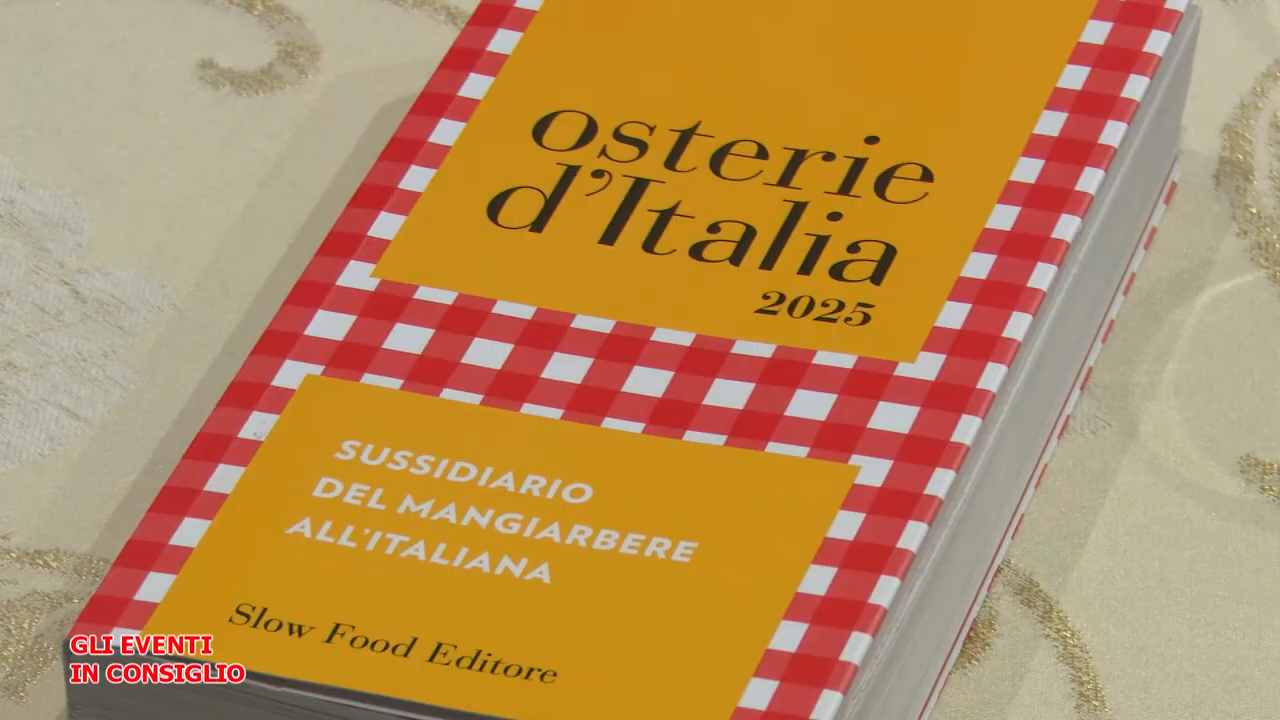 osterie
d'Italia
2025
SUSSIDIARIO
DEL MANGIARBERE
ALL'ITALIANA
Slow Food Editore
GLI EVENTI
IN CONSIGLIO